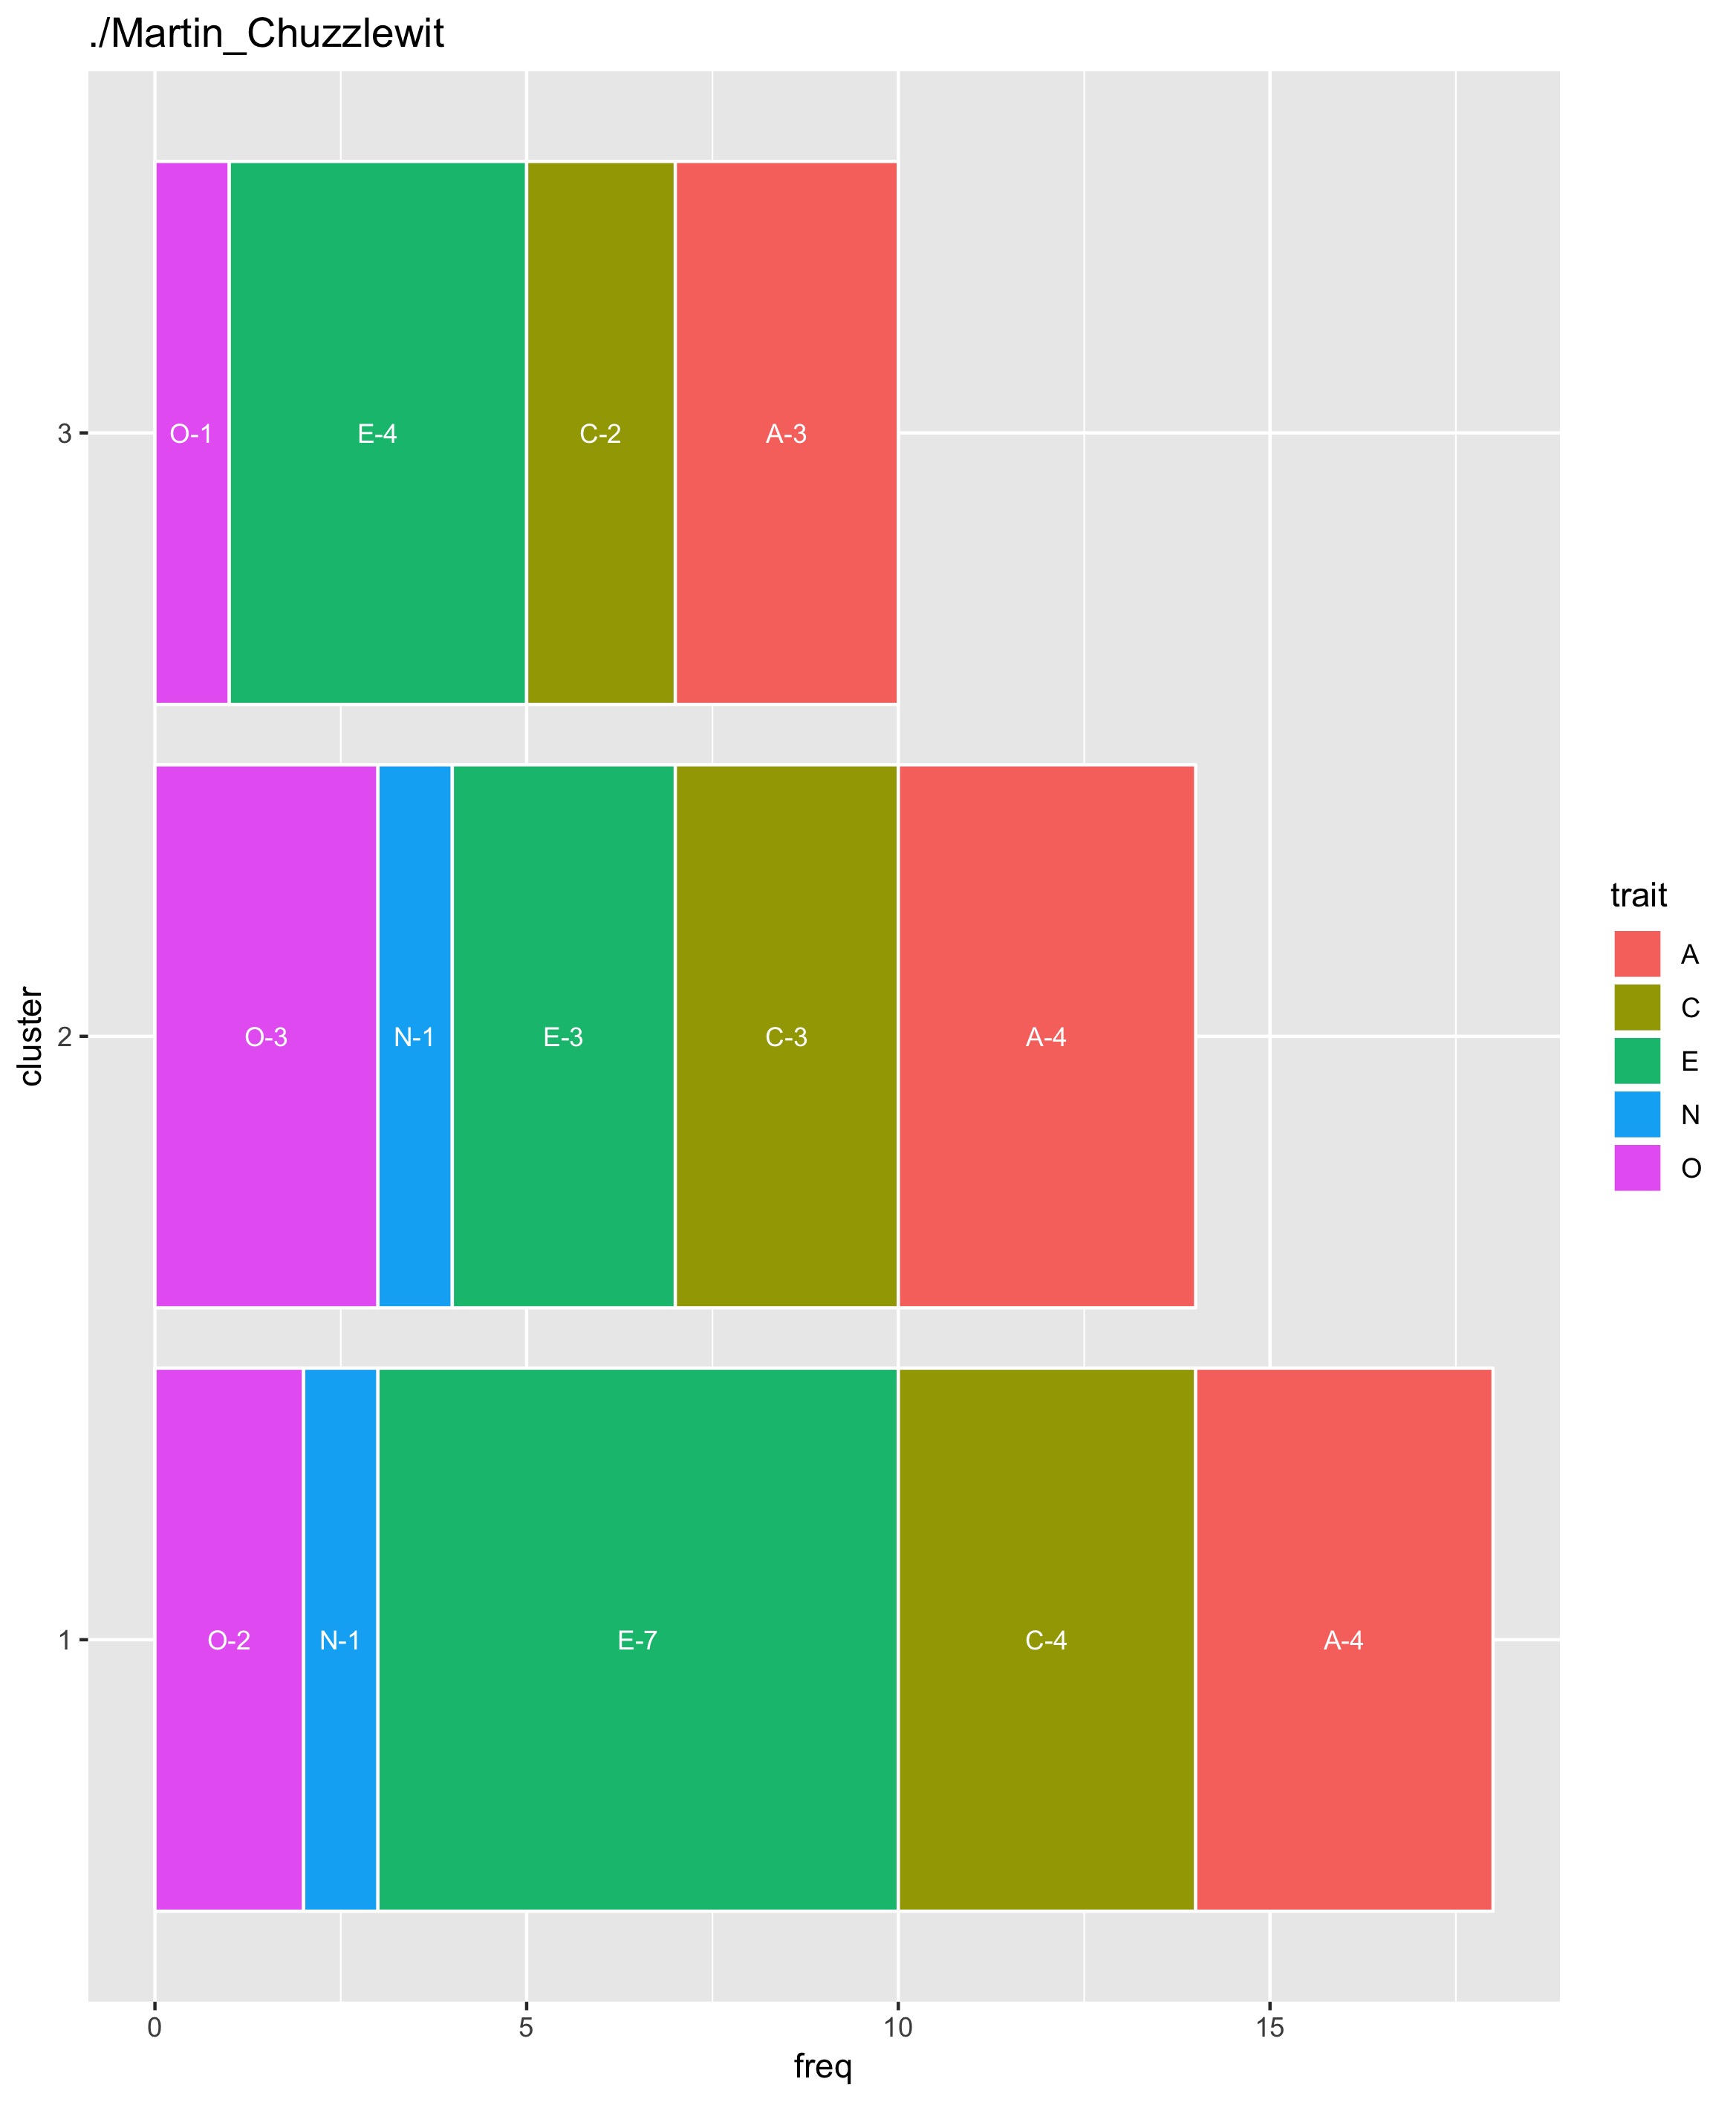 ./Martin_Chuzzlewit
3
O-1 E-4 C-2 A-3
2
O-3 N-1 E-3 C-3 A-4
1
O-2 N-1 E-7 C-4 A-4
cluster
0 5 10 15
freq
trait
A
C
E
N
O